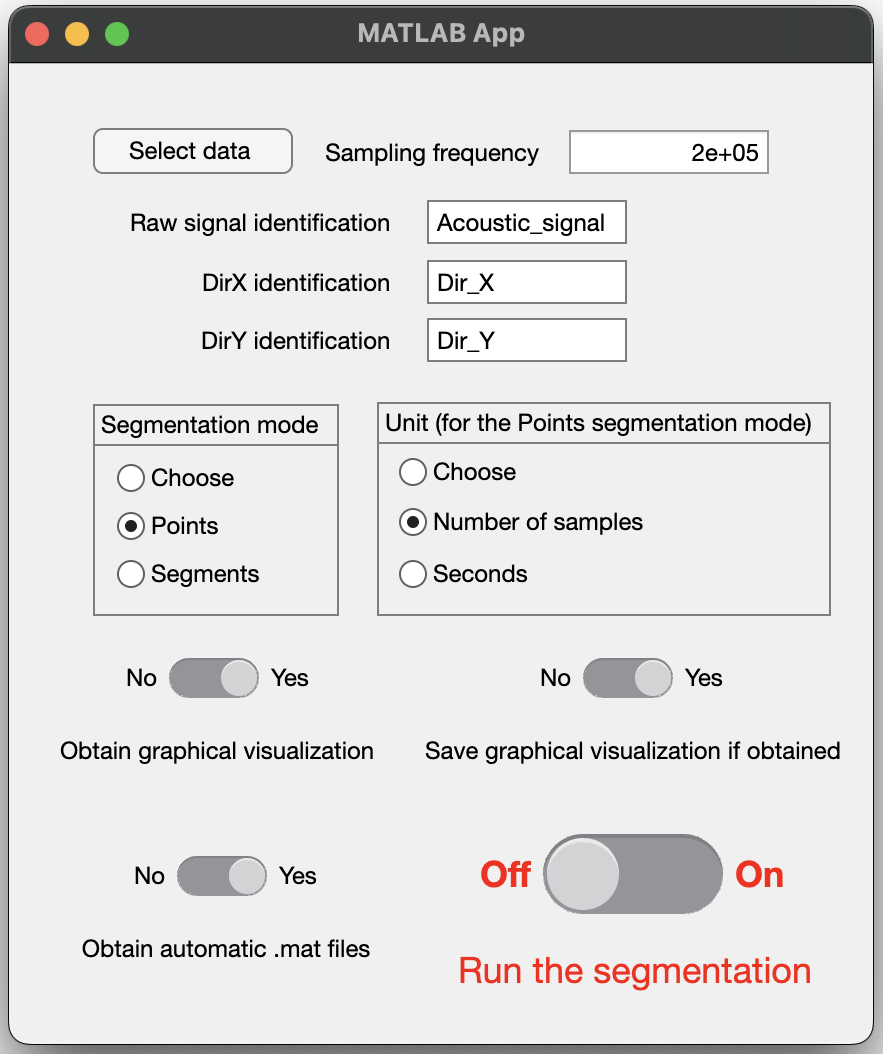 MATLAB App
Select data
Sampling frequency
2e+05
Raw signal identification
Acoustic_signal
DirX identification
Dir_X
DirY identification
Dir_Y
Segmentation mode
Choose
Points
Segments
Unit (for the Points segmentation mode)
Choose
Number of samples
Seconds
No
Yes
Obtain graphical visualization
No
Yes
Save graphical visualization if obtained
No
Yes
Obtain automatic .mat files
Off
On
Run the segmentation